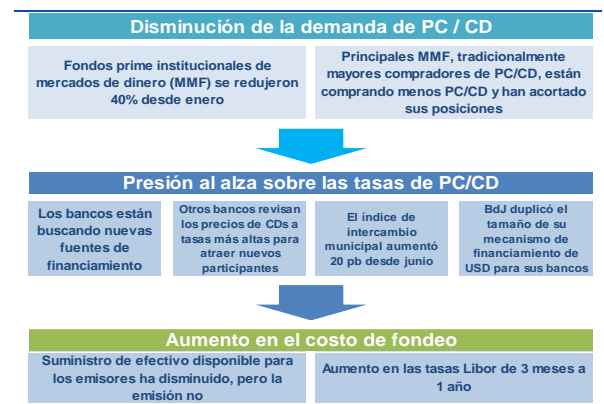 Disminución de la demanda de PC / CD
Fondos prime institucionales de
mercados de dinero (MMF) se redujeron
40% desde enero
Principales MMF, tradicionalmente
mayores compradores de PC/CD, están
comprando menos PC/CD y han acortado
sus posiciones
Presión al alza sobre las tasas de PC/CD
Los bancos están
buscando nuevas
fuentes de
financiamiento
Otros bancos revisan
los precios de CDs a
tasas más altas para
atraer nuevos
participantes
El índice de
intercambio
municipal aumentó
20 pb desde junio
BdJ duplicó el
tamaño de su
mecanismo de
financiamiento de
USD para sus bancos
Aumento en el costo de fondeo
Suministro de efectivo disponible para
los emisores ha disminuido, pero la
emisión no
Aumento en las tasas Libor de 3 meses a
1 año